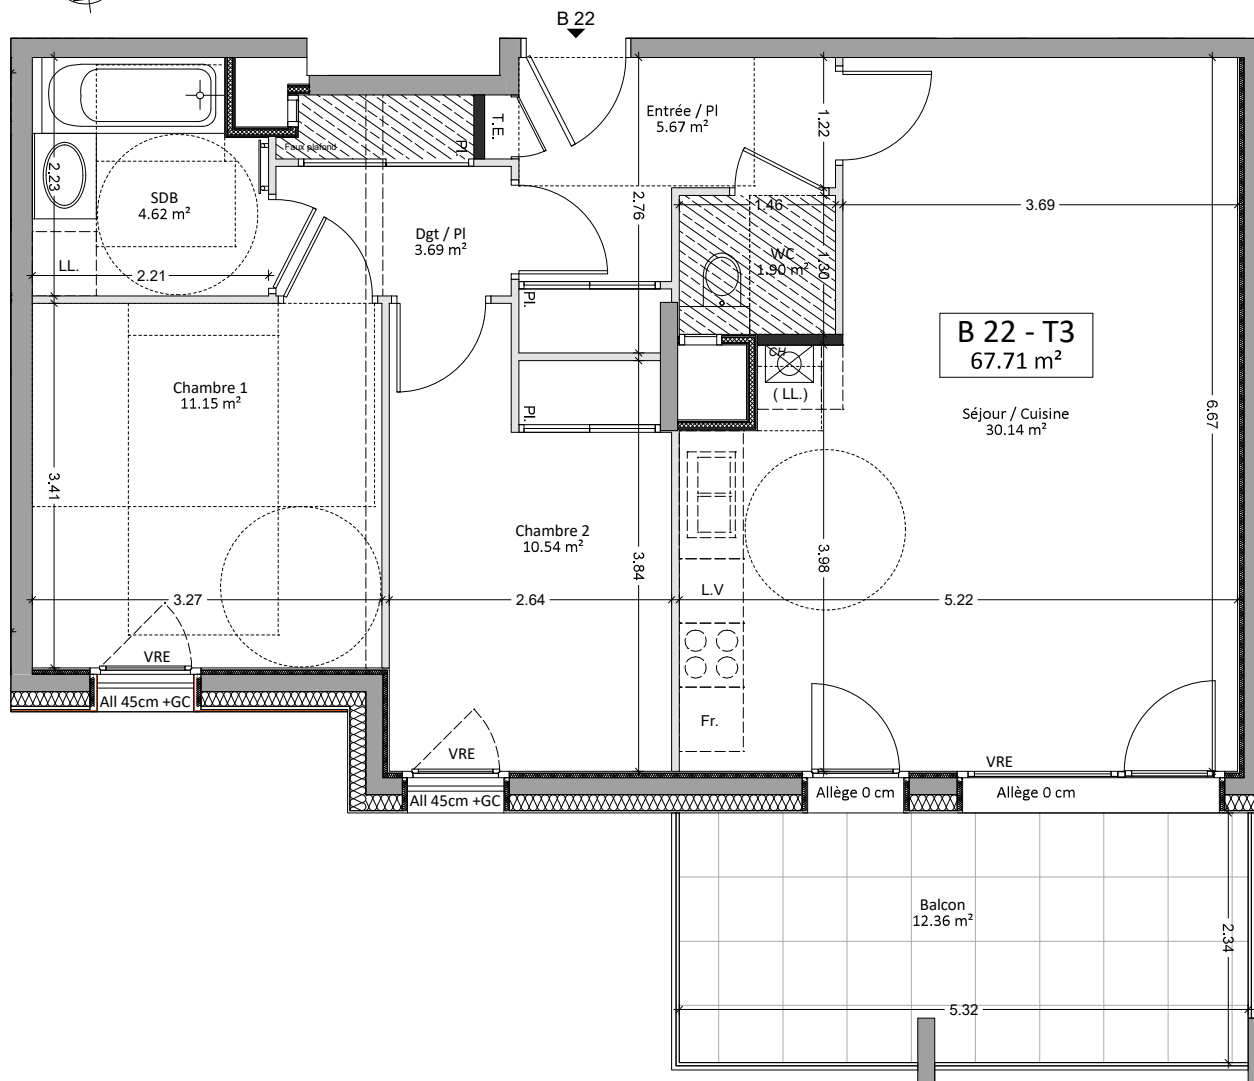 B 22
Entrée / Pl
5.67 m²
1.22
T.E.
Faux plafond
Pl.
2.23
SDB
4.62 m²
LL.
2.21
Dgt / Pl
3.69 m²
2.76
1.46
3.69
WC
1.90 m²
1.30
Pl.
Pl.
CH
( LL.)
B 22 - T3
67.71 m²
Chambre 1
11.15 m²
Séjour / Cuisine
30.14 m²
6.67
3.41
Chambre 2
10.54 m²
3.84
3.98
L.V
3.27
2.64
5.22
VRE
All 45cm +GC
Fr.
VRE
All 45cm +GC
VRE
Allège 0 cm
Allège 0 cm
Balcon
12.36 m²
2.34
5.32